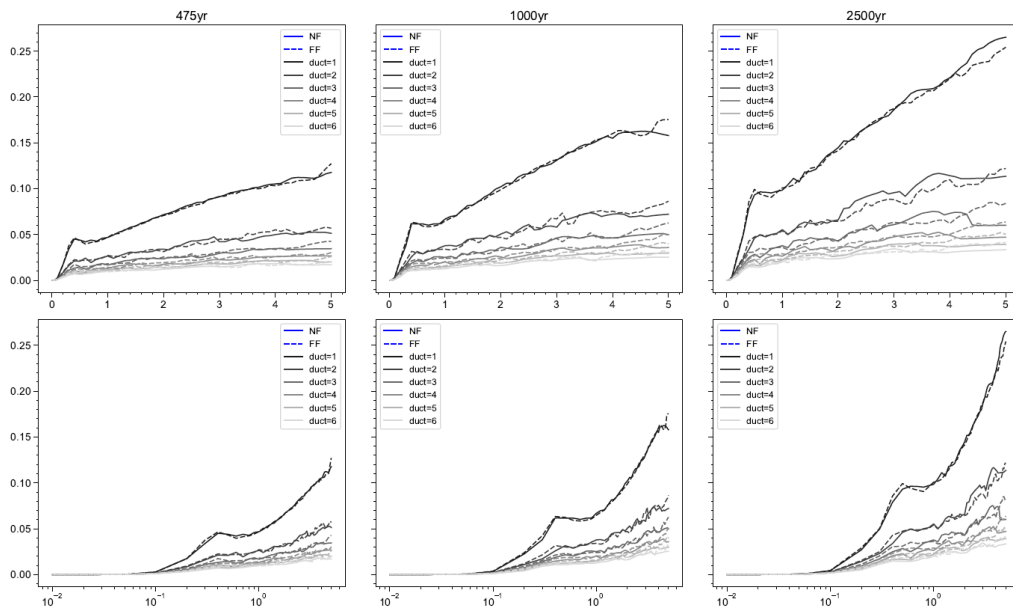 475yr
1000yr
2500yr
0.25
0.20
0.15
0.10
0.05
0.00
NF
FF
duct=1
duct=2
duct=3
duct=4
duct=5
duct=6
0 1 2 3 4 5
NF
FF
duct=1
duct=2
duct=3
duct=4
duct=5
duct=6
0 1 2 3 4 5
NF
FF
duct=1
duct=2
duct=3
duct=4
duct=5
duct=6
0 1 2 3 4 5
0.25
0.20
0.15
0.10
0.05
0.00
NF
FF
duct=1
duct=2
duct=3
duct=4
duct=5
duct=6
10⁻² 10⁻¹ 10⁰
NF
FF
duct=1
duct=2
duct=3
duct=4
duct=5
duct=6
10⁻² 10⁻¹ 10⁰
NF
FF
duct=1
duct=2
duct=3
duct=4
duct=5
duct=6
10⁻² 10⁻¹ 10⁰